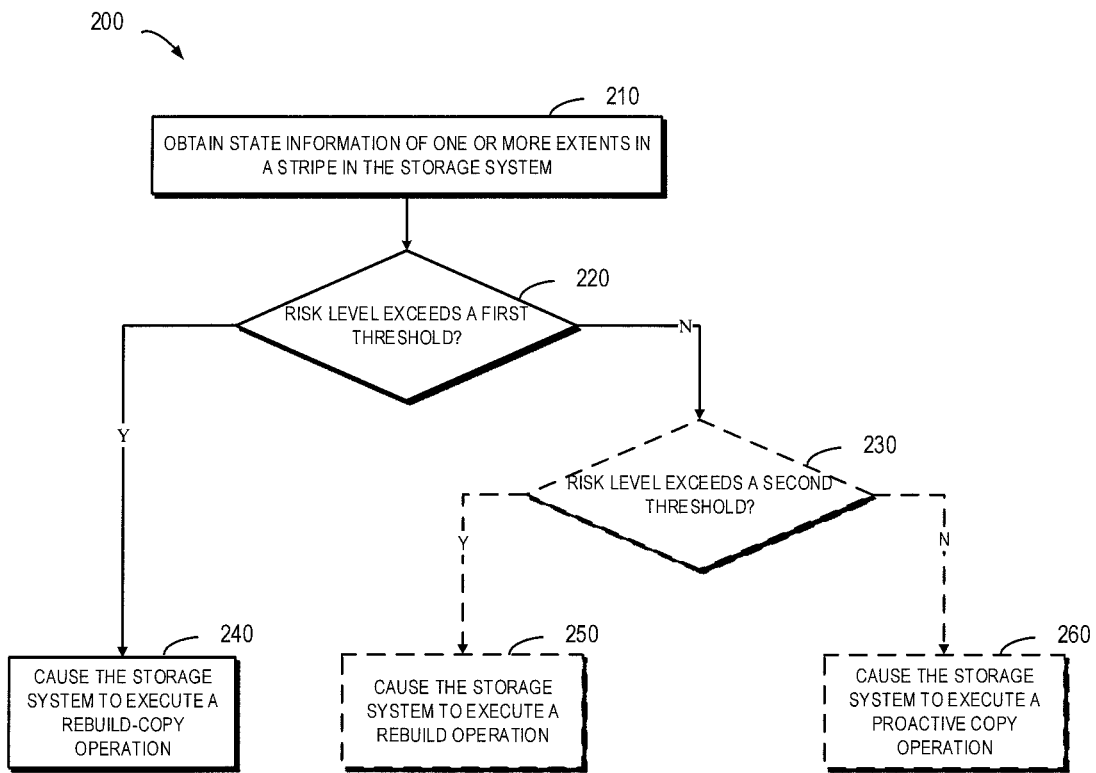 200
210
OBTAIN STATE INFORMATION OF ONE OR MORE EXTENTS IN
A STRIPE IN THE STORAGE SYSTEM
220
RISK LEVEL EXCEEDS A FIRST
THRESHOLD?
N
Y
230
RISK LEVEL EXCEEDS A SECOND
THRESHOLD?
Y
N
240
CAUSE THE STORAGE
SYSTEM TO EXECUTE A
REBUILD-COPY
OPERATION
250
CAUSE THE STORAGE
SYSTEM TO EXECUTE A
REBUILD OPERATION
260
CAUSE THE STORAGE
SYSTEM TO EXECUTE A
PROACTIVE COPY
OPERATION